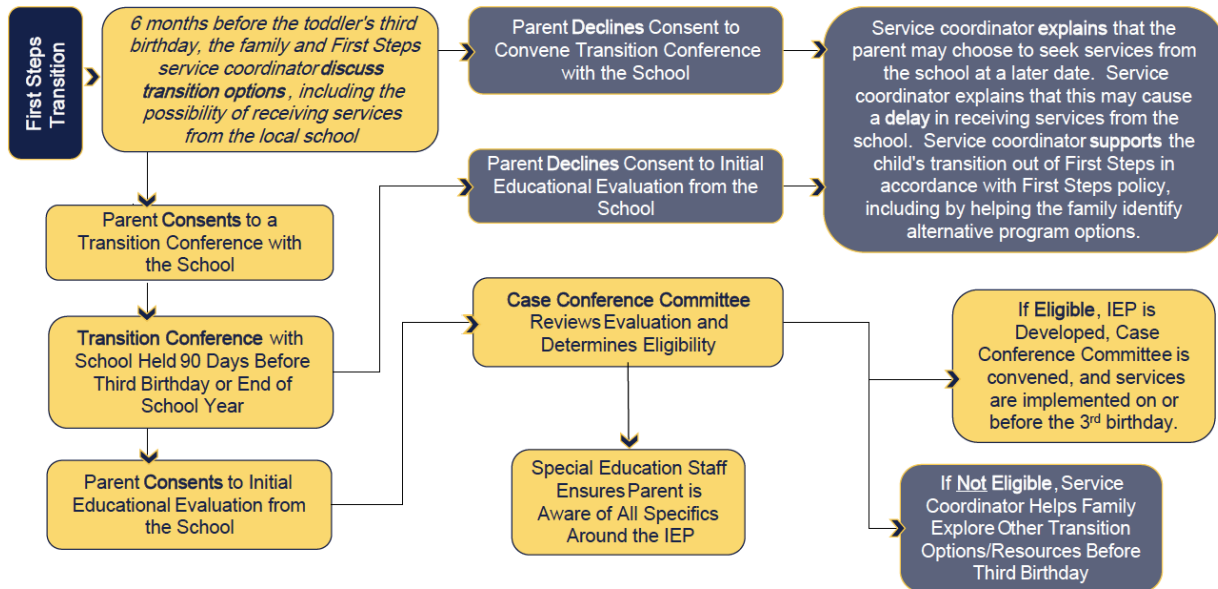 First Steps
Transition
6 months before the toddler's third
birthday, the family and First Steps
service coordinator discuss
transition options, including the
possibility of receiving services
from the local school
Parent Declines Consent to
Convene Transition Conference
with the School
Service coordinator explains that the
parent may choose to seek services from
the school at a later date. Service
coordinator explains that this may cause
a delay in receiving services from the
school. Service coordinator supports the
child's transition out of First Steps in
accordance with First Steps policy,
including by helping the family identify
alternative program options.
Parent Declines Consent to Initial
Educational Evaluation from the
School
Parent Consents to a
Transition Conference with
the School
Transition Conference with
School Held 90 Days Before
Third Birthday or End of
School Year
Parent Consents to Initial
Educational Evaluation from
the School
Case Conference Committee
Reviews Evaluation and
Determines Eligibility
Special Education Staff
Ensures Parent is
Aware of All Specifics
Around the IEP
If Eligible, IEP is
Developed, Case
Conference Committee is
convened, and services
are implemented on or
before the 3rd birthday.
If Not Eligible, Service
Coordinator Helps Family
Explore Other Transition
Options/Resources Before
Third Birthday